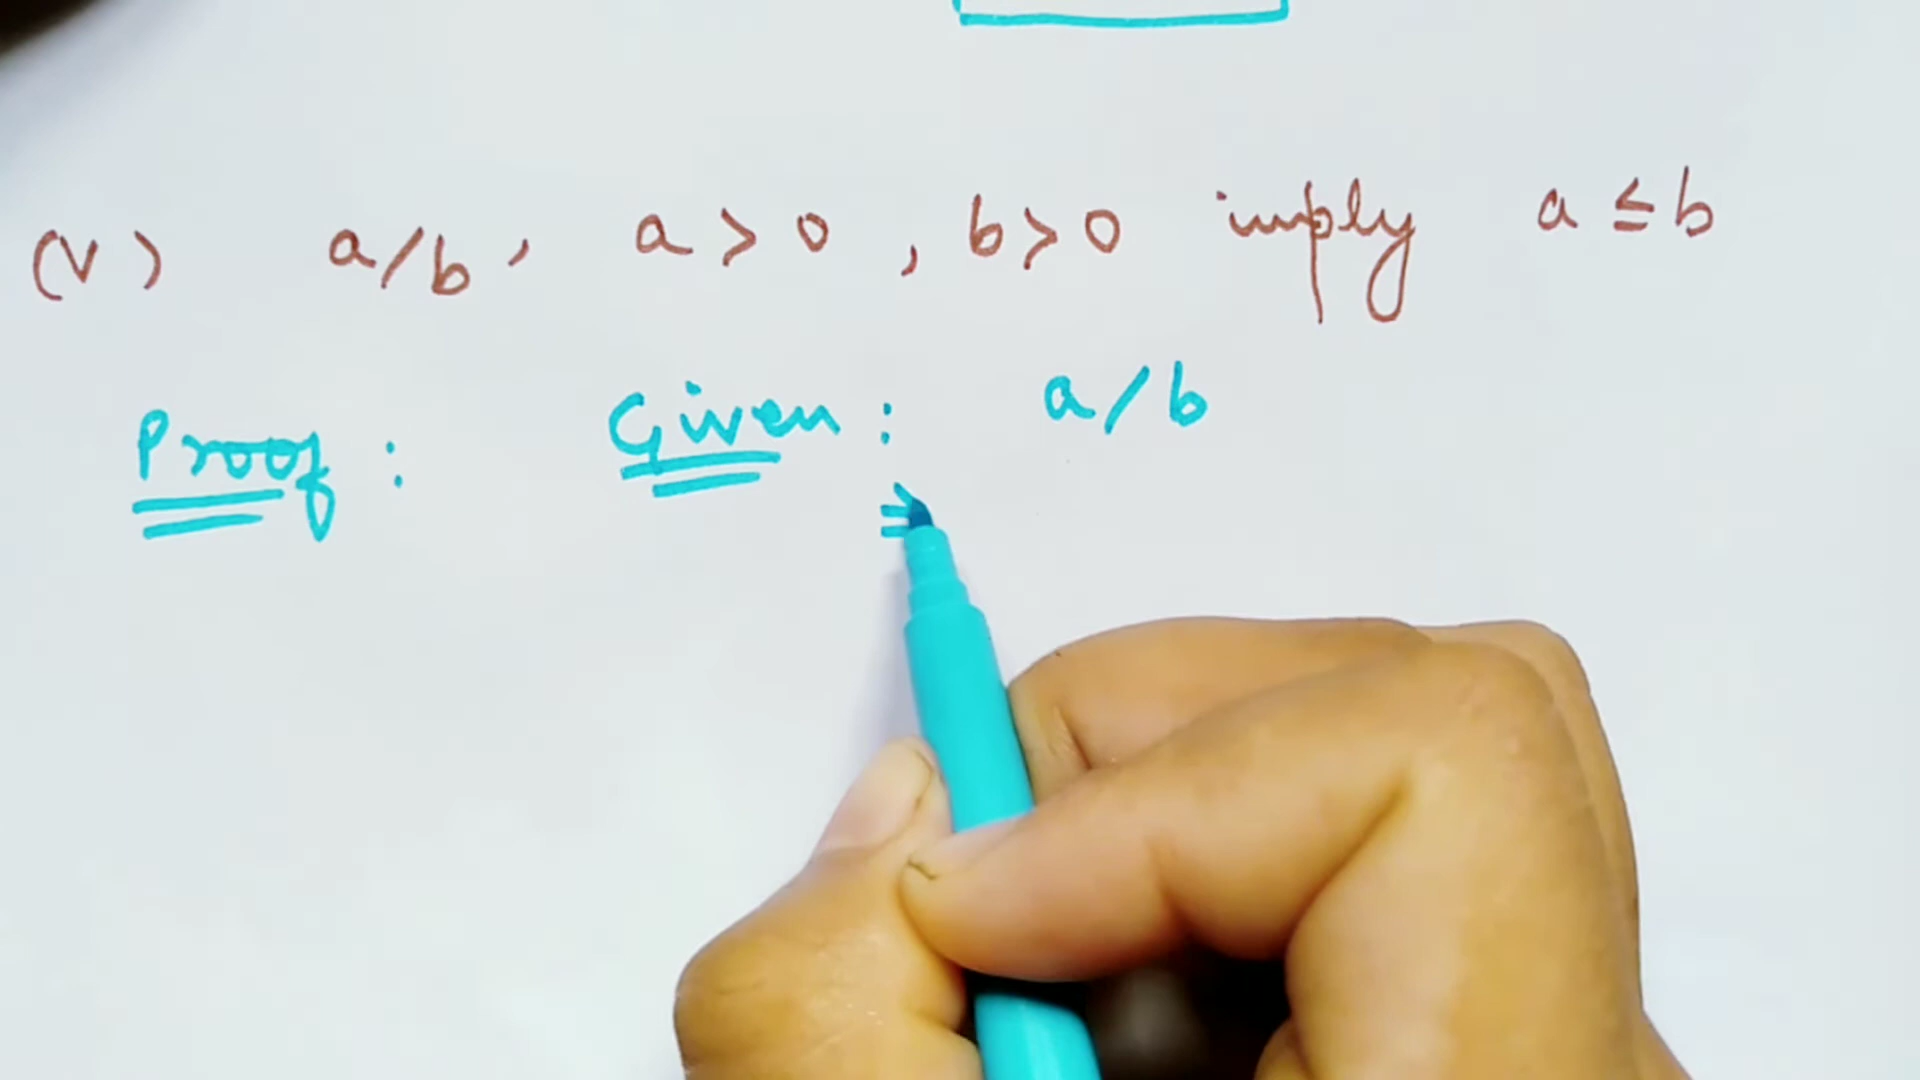 (V) a/b, a > 0, b > 0 imply a ≤ b
Proof: Given: a/b
⇒